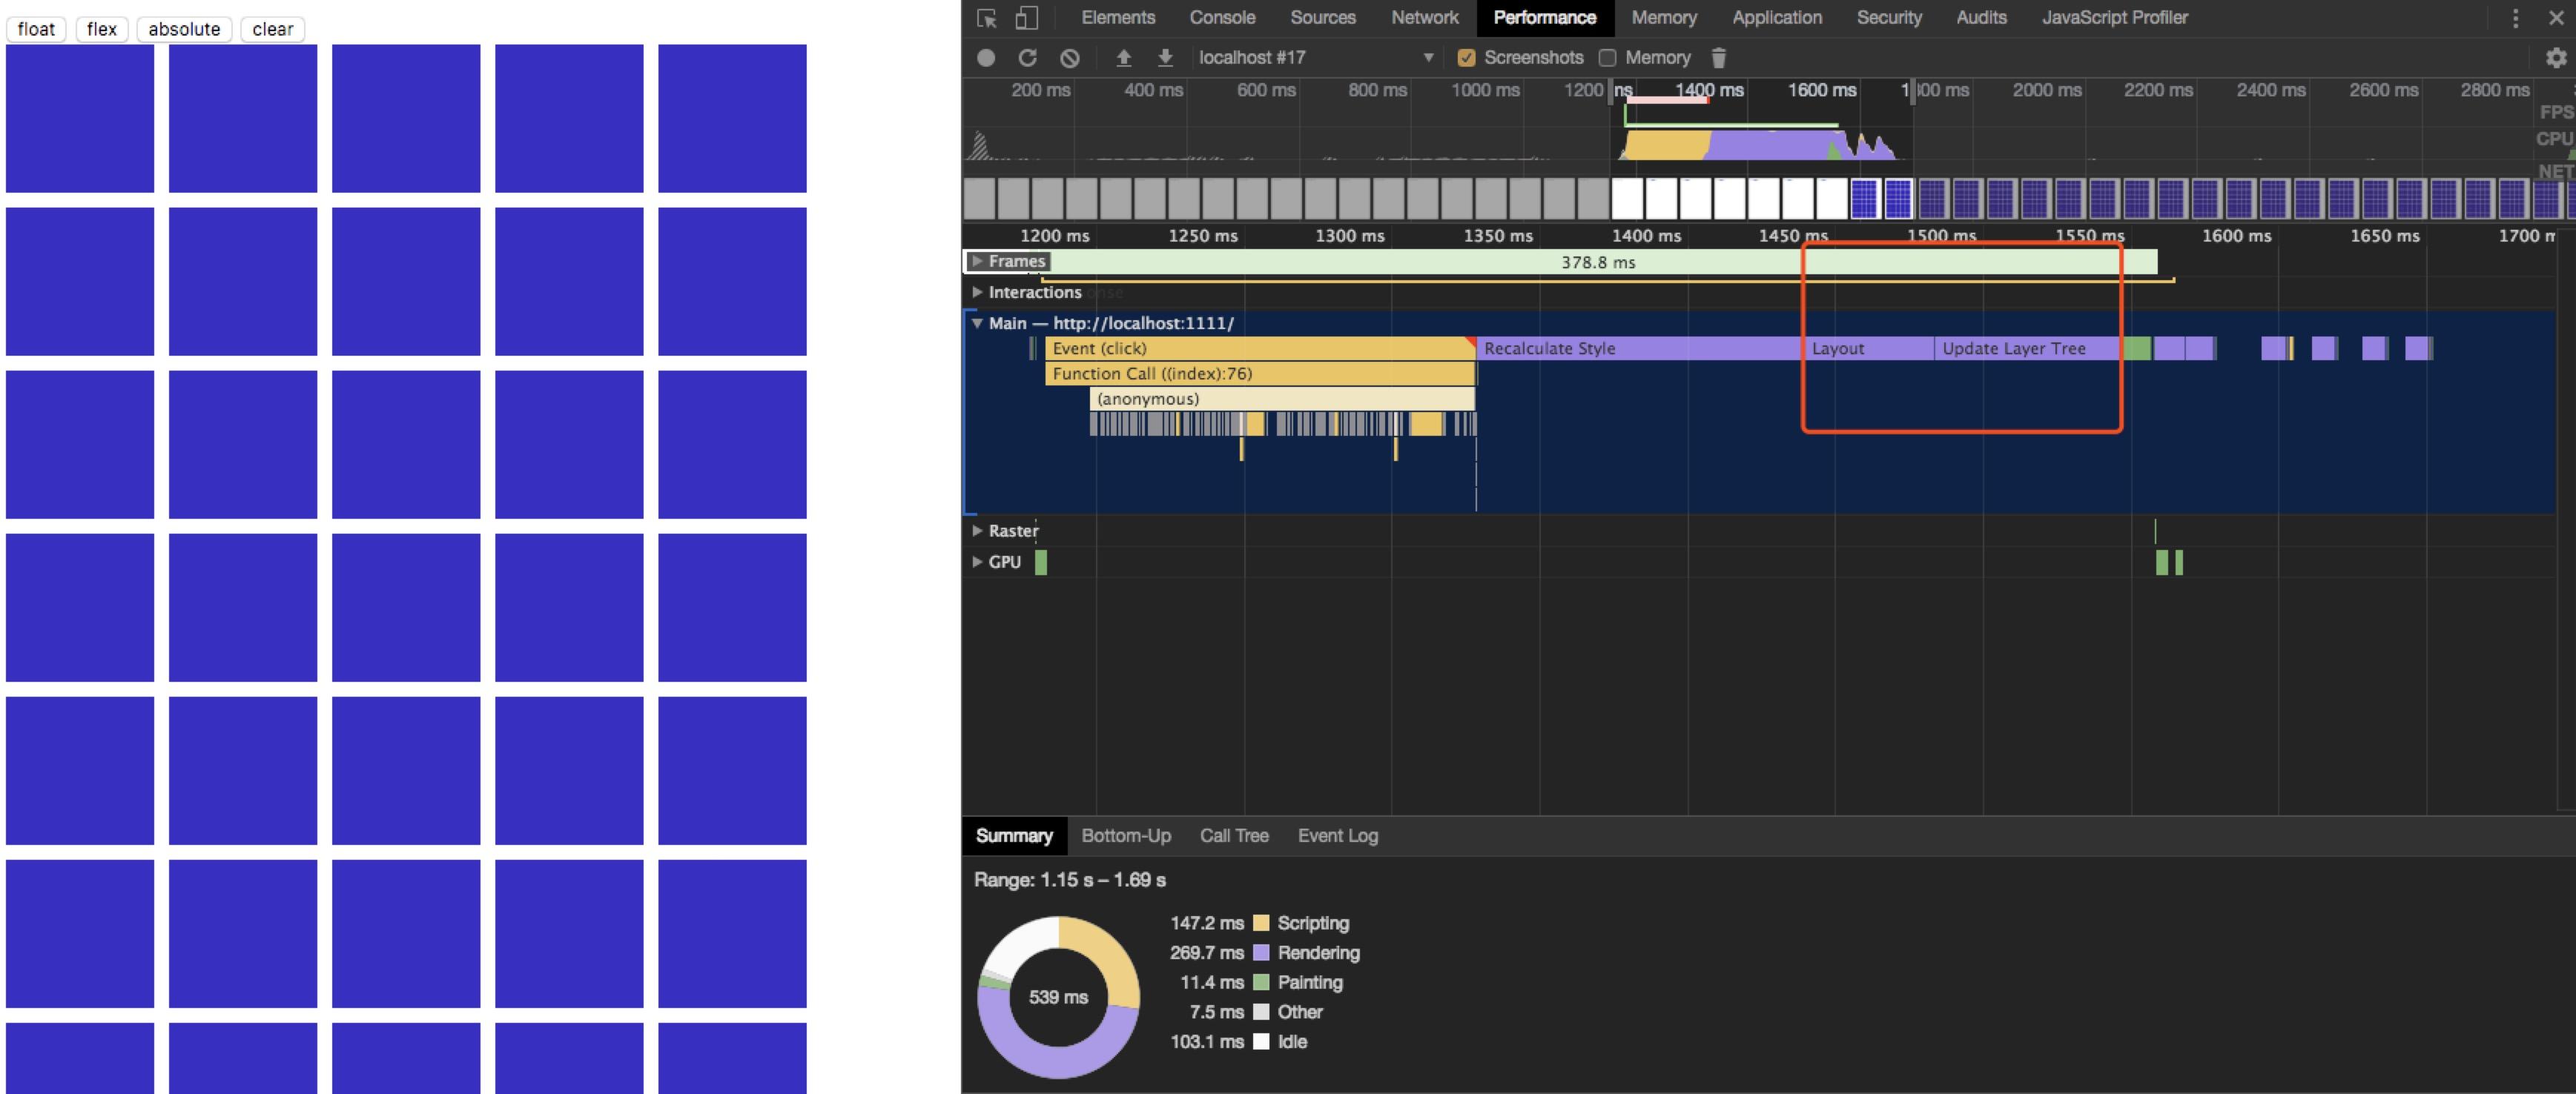 float flex absolute clear
Elements Console Sources Network Performance Memory Application Security Audits JavaScript Profiler
localhost #17 Screenshots Memory
200 ms 400 ms 600 ms 800 ms 1000 ms 1200 ns 1400 ms 1600 ms 2000 ms 2200 ms 2400 ms 2600 ms 2800 ms
FPS
CPU
NET
1200 ms 1250 ms 1300 ms 1350 ms 1400 ms 1450 ms 1500 ms 1550 ms 1600 ms 1650 ms 1700 m
Frames 378.8 ms
Interactions
Main — http://localhost:1111/
Event (click) Recalculate Style Layout Update Layer Tree
Function Call ((index):76)
(anonymous)
Raster
GPU
Summary Bottom-Up Call Tree Event Log
Range: 1.15 s – 1.69 s
147.2 ms Scripting
269.7 ms Rendering
539 ms
11.4 ms Painting
7.5 ms Other
103.1 ms Idle